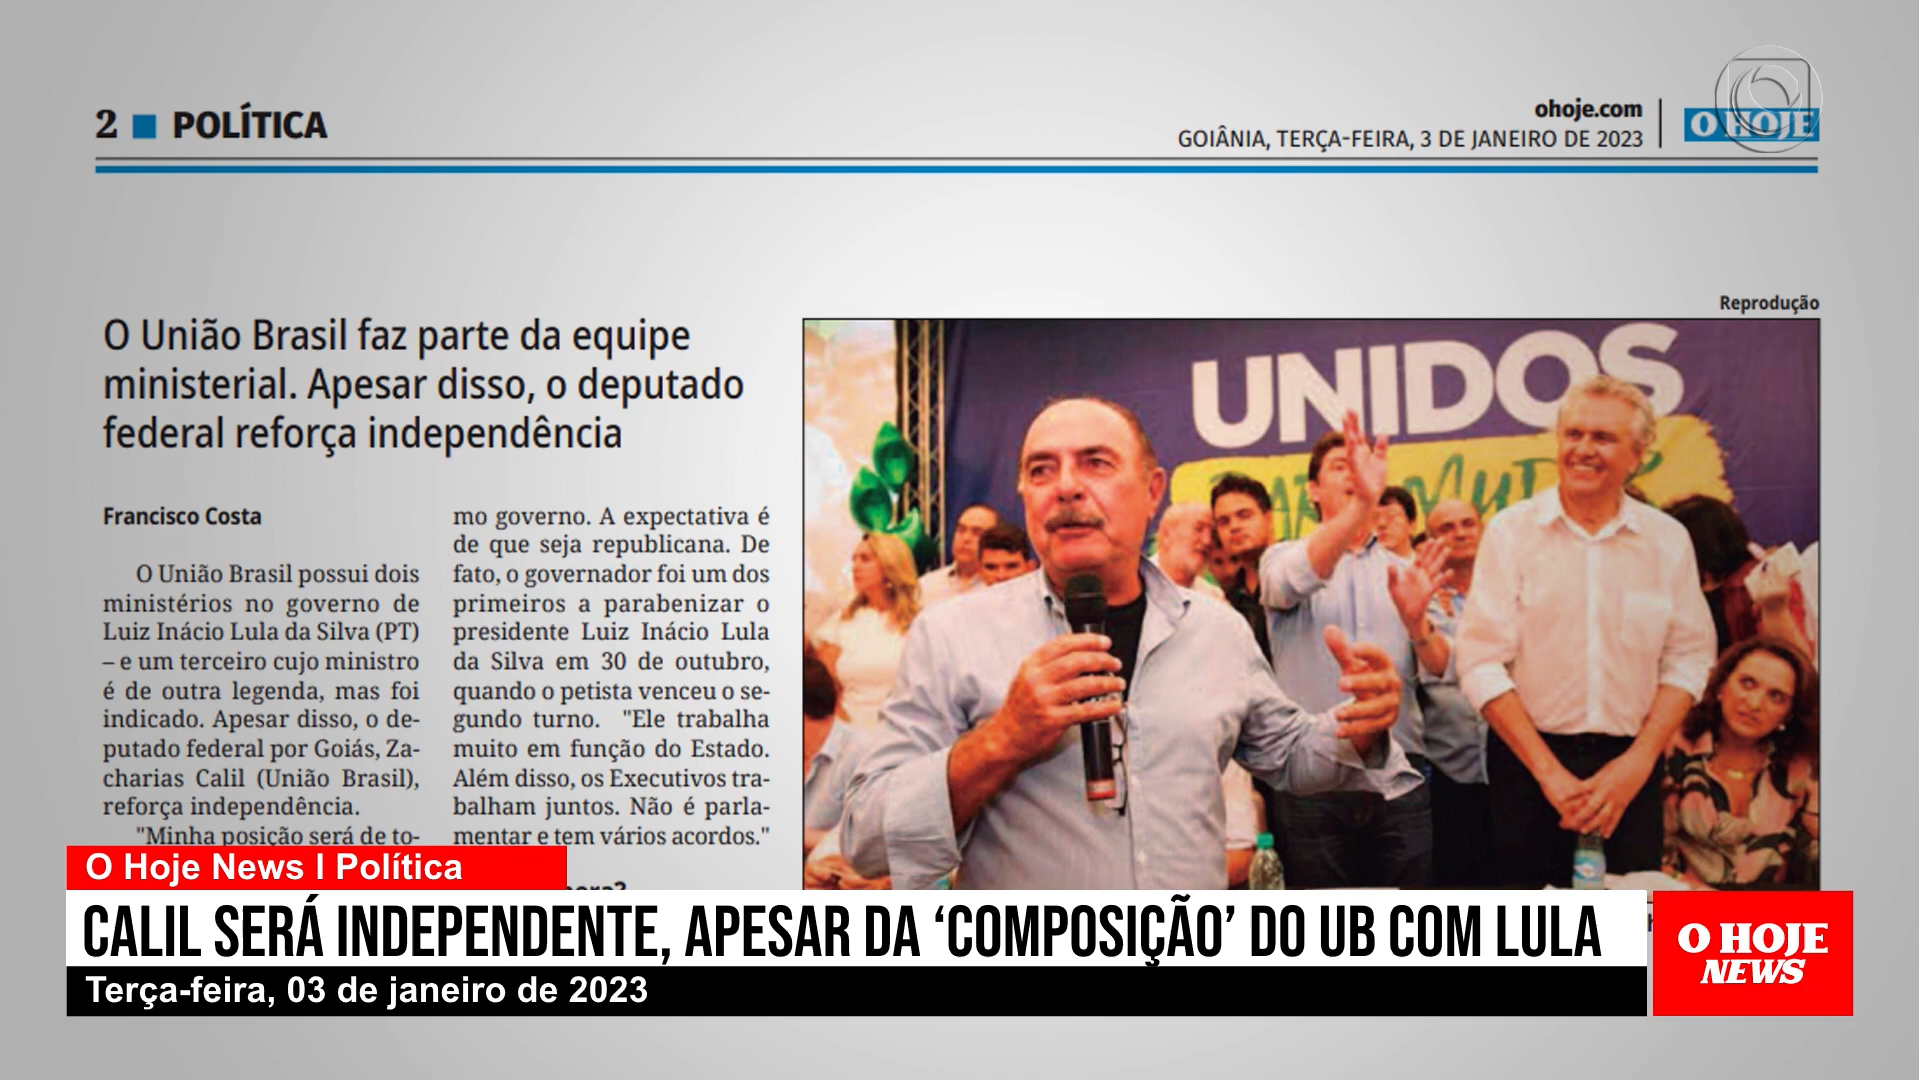 2 POLÍTICA
ohoje.com
GOIÂNIA, TERÇA-FEIRA, 3 DE JANEIRO DE 2023
O HOJE
Reprodução
O União Brasil faz parte da equipe
ministerial. Apesar disso, o deputado
federal reforça independência
Francisco Costa
O União Brasil possui dois
ministérios no governo de
Luiz Inácio Lula da Silva (PT)
– e um terceiro cujo ministro
é de outra legenda, mas foi
indicado. Apesar disso, o de-
putado federal por Goiás, Za-
charias Calil (União Brasil),
reforça independência.
"Minha posição será de to-
mo governo. A expectativa é
de que seja republicana. De
fato, o governador foi um dos
primeiros a parabenizar o
presidente Luiz Inácio Lula
da Silva em 30 de outubro,
quando o petista venceu o se-
gundo turno. "Ele trabalha
muito em função do Estado.
Além disso, os Executivos tra-
balham juntos. Não é parla-
mentar e tem vários acordos."
UNIDOS
O Hoje News I Política
CALIL SERÁ INDEPENDENTE, APESAR DA ‘COMPOSIÇÃO’ DO UB COM LULA
Terça-feira, 03 de janeiro de 2023
O HOJE
NEWS